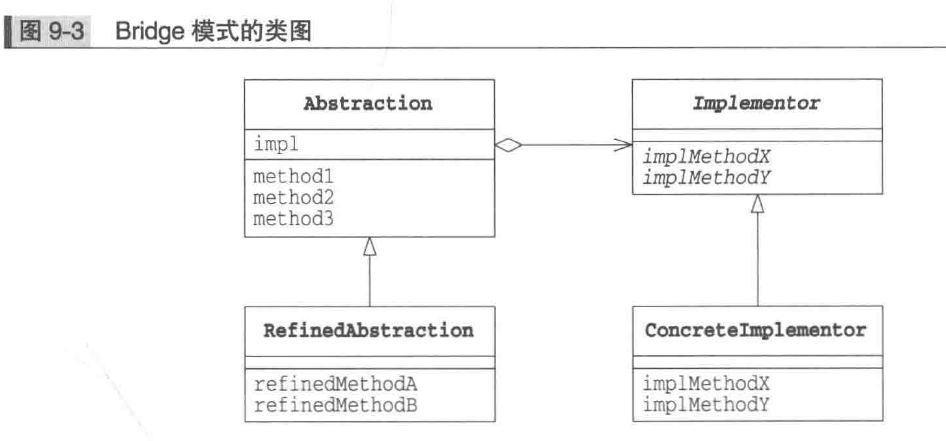 图 9-3 Bridge 模式的类图
Abstraction
impl
method1
method2
method3
Implementor
implMethodX
implMethodY
RefinedAbstraction
refinedMethodA
refinedMethodB
ConcreteImplementor
implMethodX
implMethodY